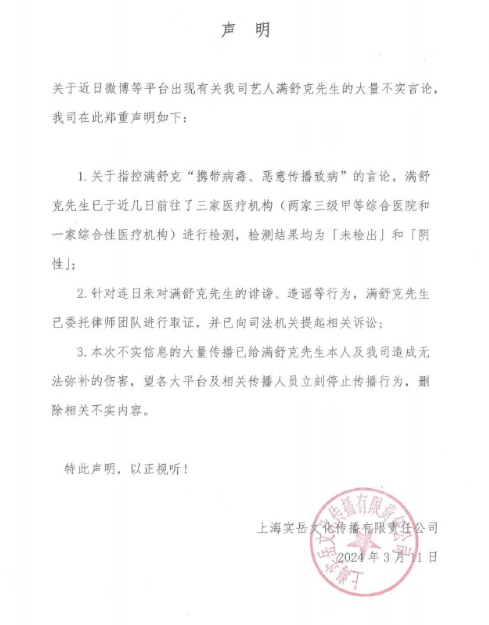 声 明
关于近日微博等平台出现有关我司艺人满舒克先生的大量不实言论,
我司在此郑重声明如下:
1.关于指控满舒克“携带病毒、恶意传播致病”的言论,满舒
克先生已于近几日前往了三家医疗机构(两家三级甲等综合医院和
一家综合性医疗机构)进行检测,检测结果均为「未检出」和「阴
性」;
2.针对连日来对满舒克先生的诽谤、造谣等行为,满舒克先生
已委托律师团队进行取证,并已向司法机关提起相关诉讼;
3.本次不实信息的大量传播已给满舒克先生本人及我司造成无
法弥补的伤害,望各大平台及相关传播人员立刻停止传播行为,删
除相关不实内容。
特此声明,以正视听!
上海实岳文化传播有限责任公司
2024年3月11日
上海实岳文化传播有限责任公司